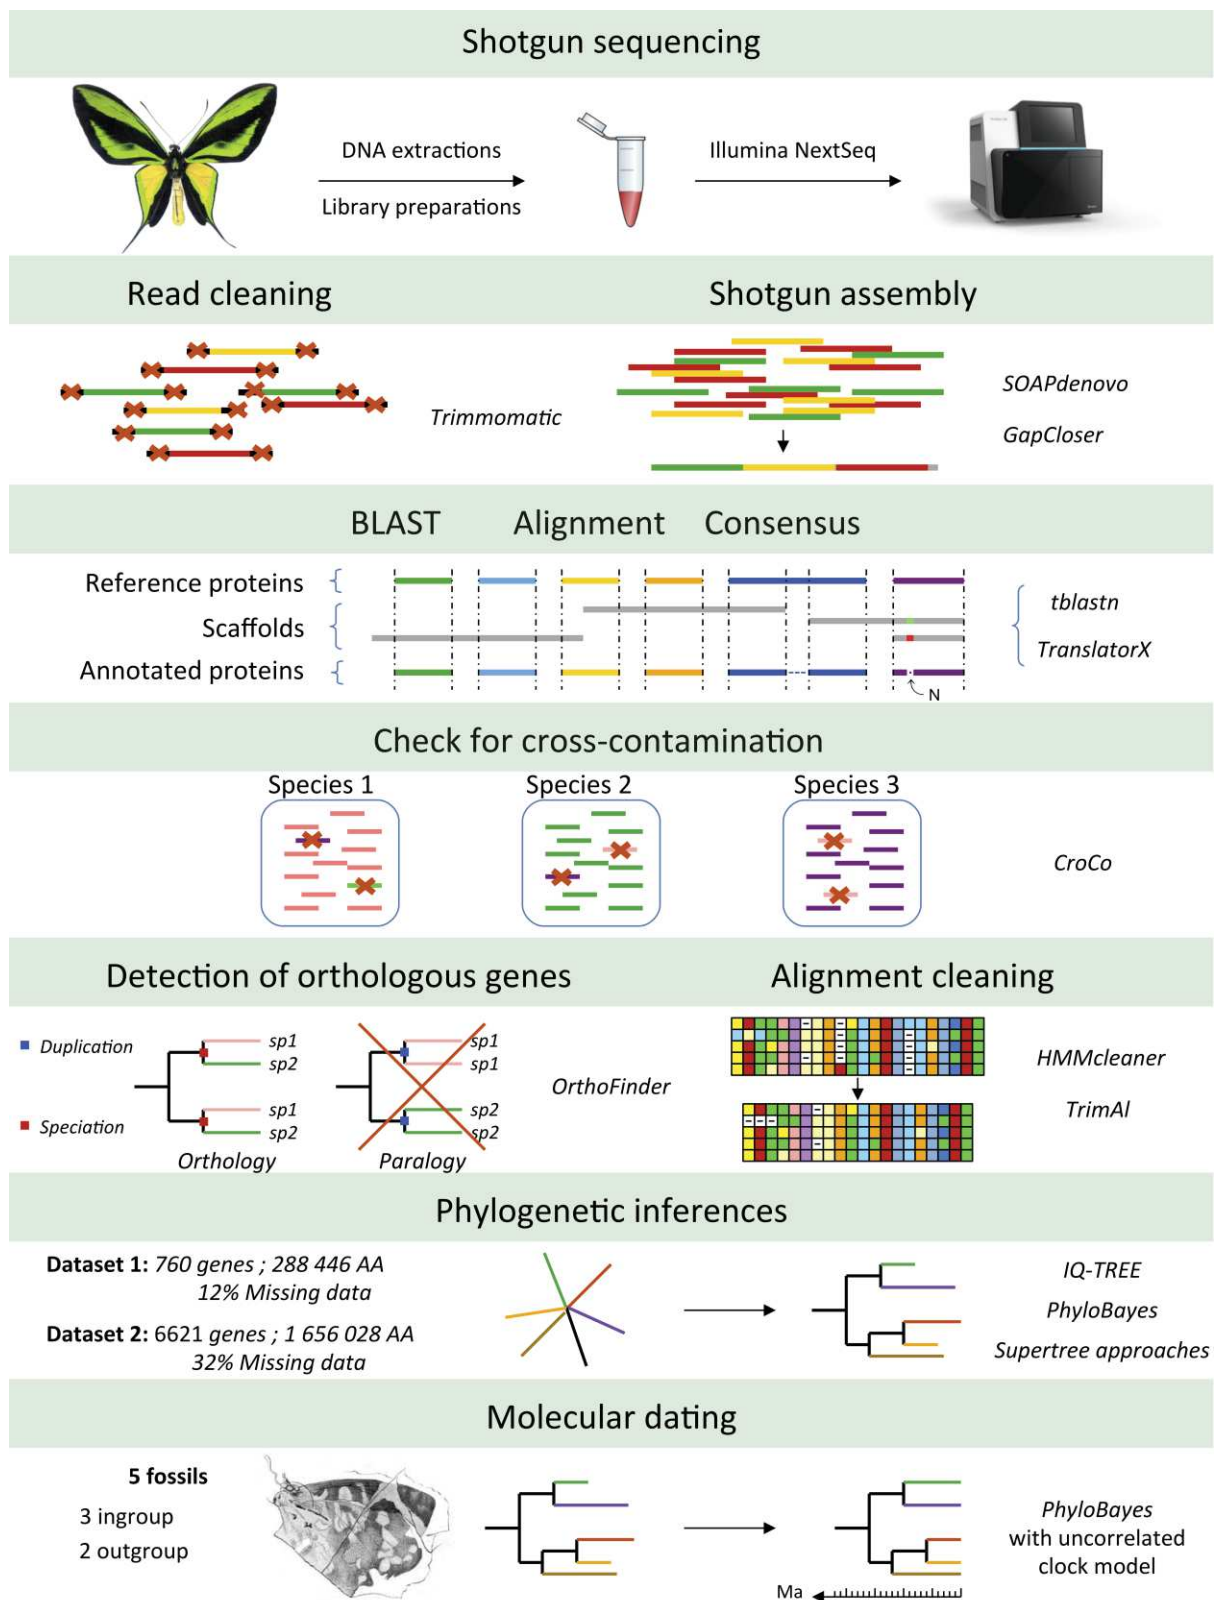 Shotgun sequencing
DNA extractions
Library preparations
Illumina NextSeq
Read cleaning
Shotgun assembly
Trimmomatic
SOAPdenovo
GapCloser
BLAST Alignment Consensus
Reference proteins
Scaffolds
Annotated proteins
tblastn
TranslatorX
N
Check for cross-contamination
Species 1
Species 2
Species 3
CroCo
Detection of orthologous genes
Alignment cleaning
Duplication
Speciation
sp1
sp2
sp1
sp2
Orthology
sp1
sp1
sp2
sp2
Paralogy
OrthoFinder
HMMcleaner
TrimAl
Phylogenetic inferences
Dataset 1: 760 genes ; 288 446 AA
12% Missing data
Dataset 2: 6621 genes ; 1 656 028 AA
32% Missing data
IQ-TREE
PhyloBayes
Supertree approaches
Molecular dating
5 fossils
3 ingroup
2 outgroup
Ma
PhyloBayes
with uncorrelated
clock model